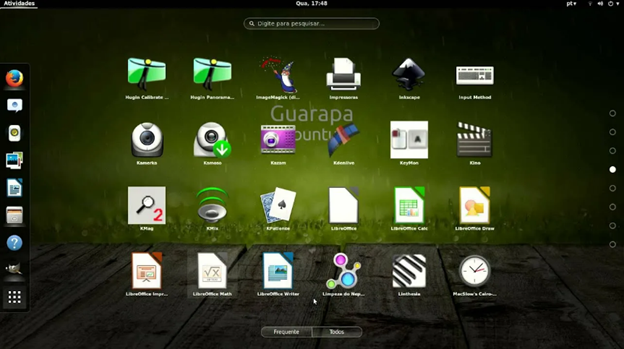 Atividades
Qua, 17:48
pt
Digite para pesquisar...
Hugin Calibrate ...
Hugin Panorama...
ImageMagick (di...
Impressoras
Inkscape
Input Method
Guarapa
buntu
Kamerka
Kamoso
Kazam
Kdenlive
KeyMon
Kino
2
A
KMag
KMix
KPatience
LibreOffice
LibreOffice Calc
LibreOffice Draw
LibreOffice Impr...
LibreOffice Math
LibreOffice Writer
Limpeza do Nep...
Linthesia
MacSlow's Cairo-...
Frequente
Todos